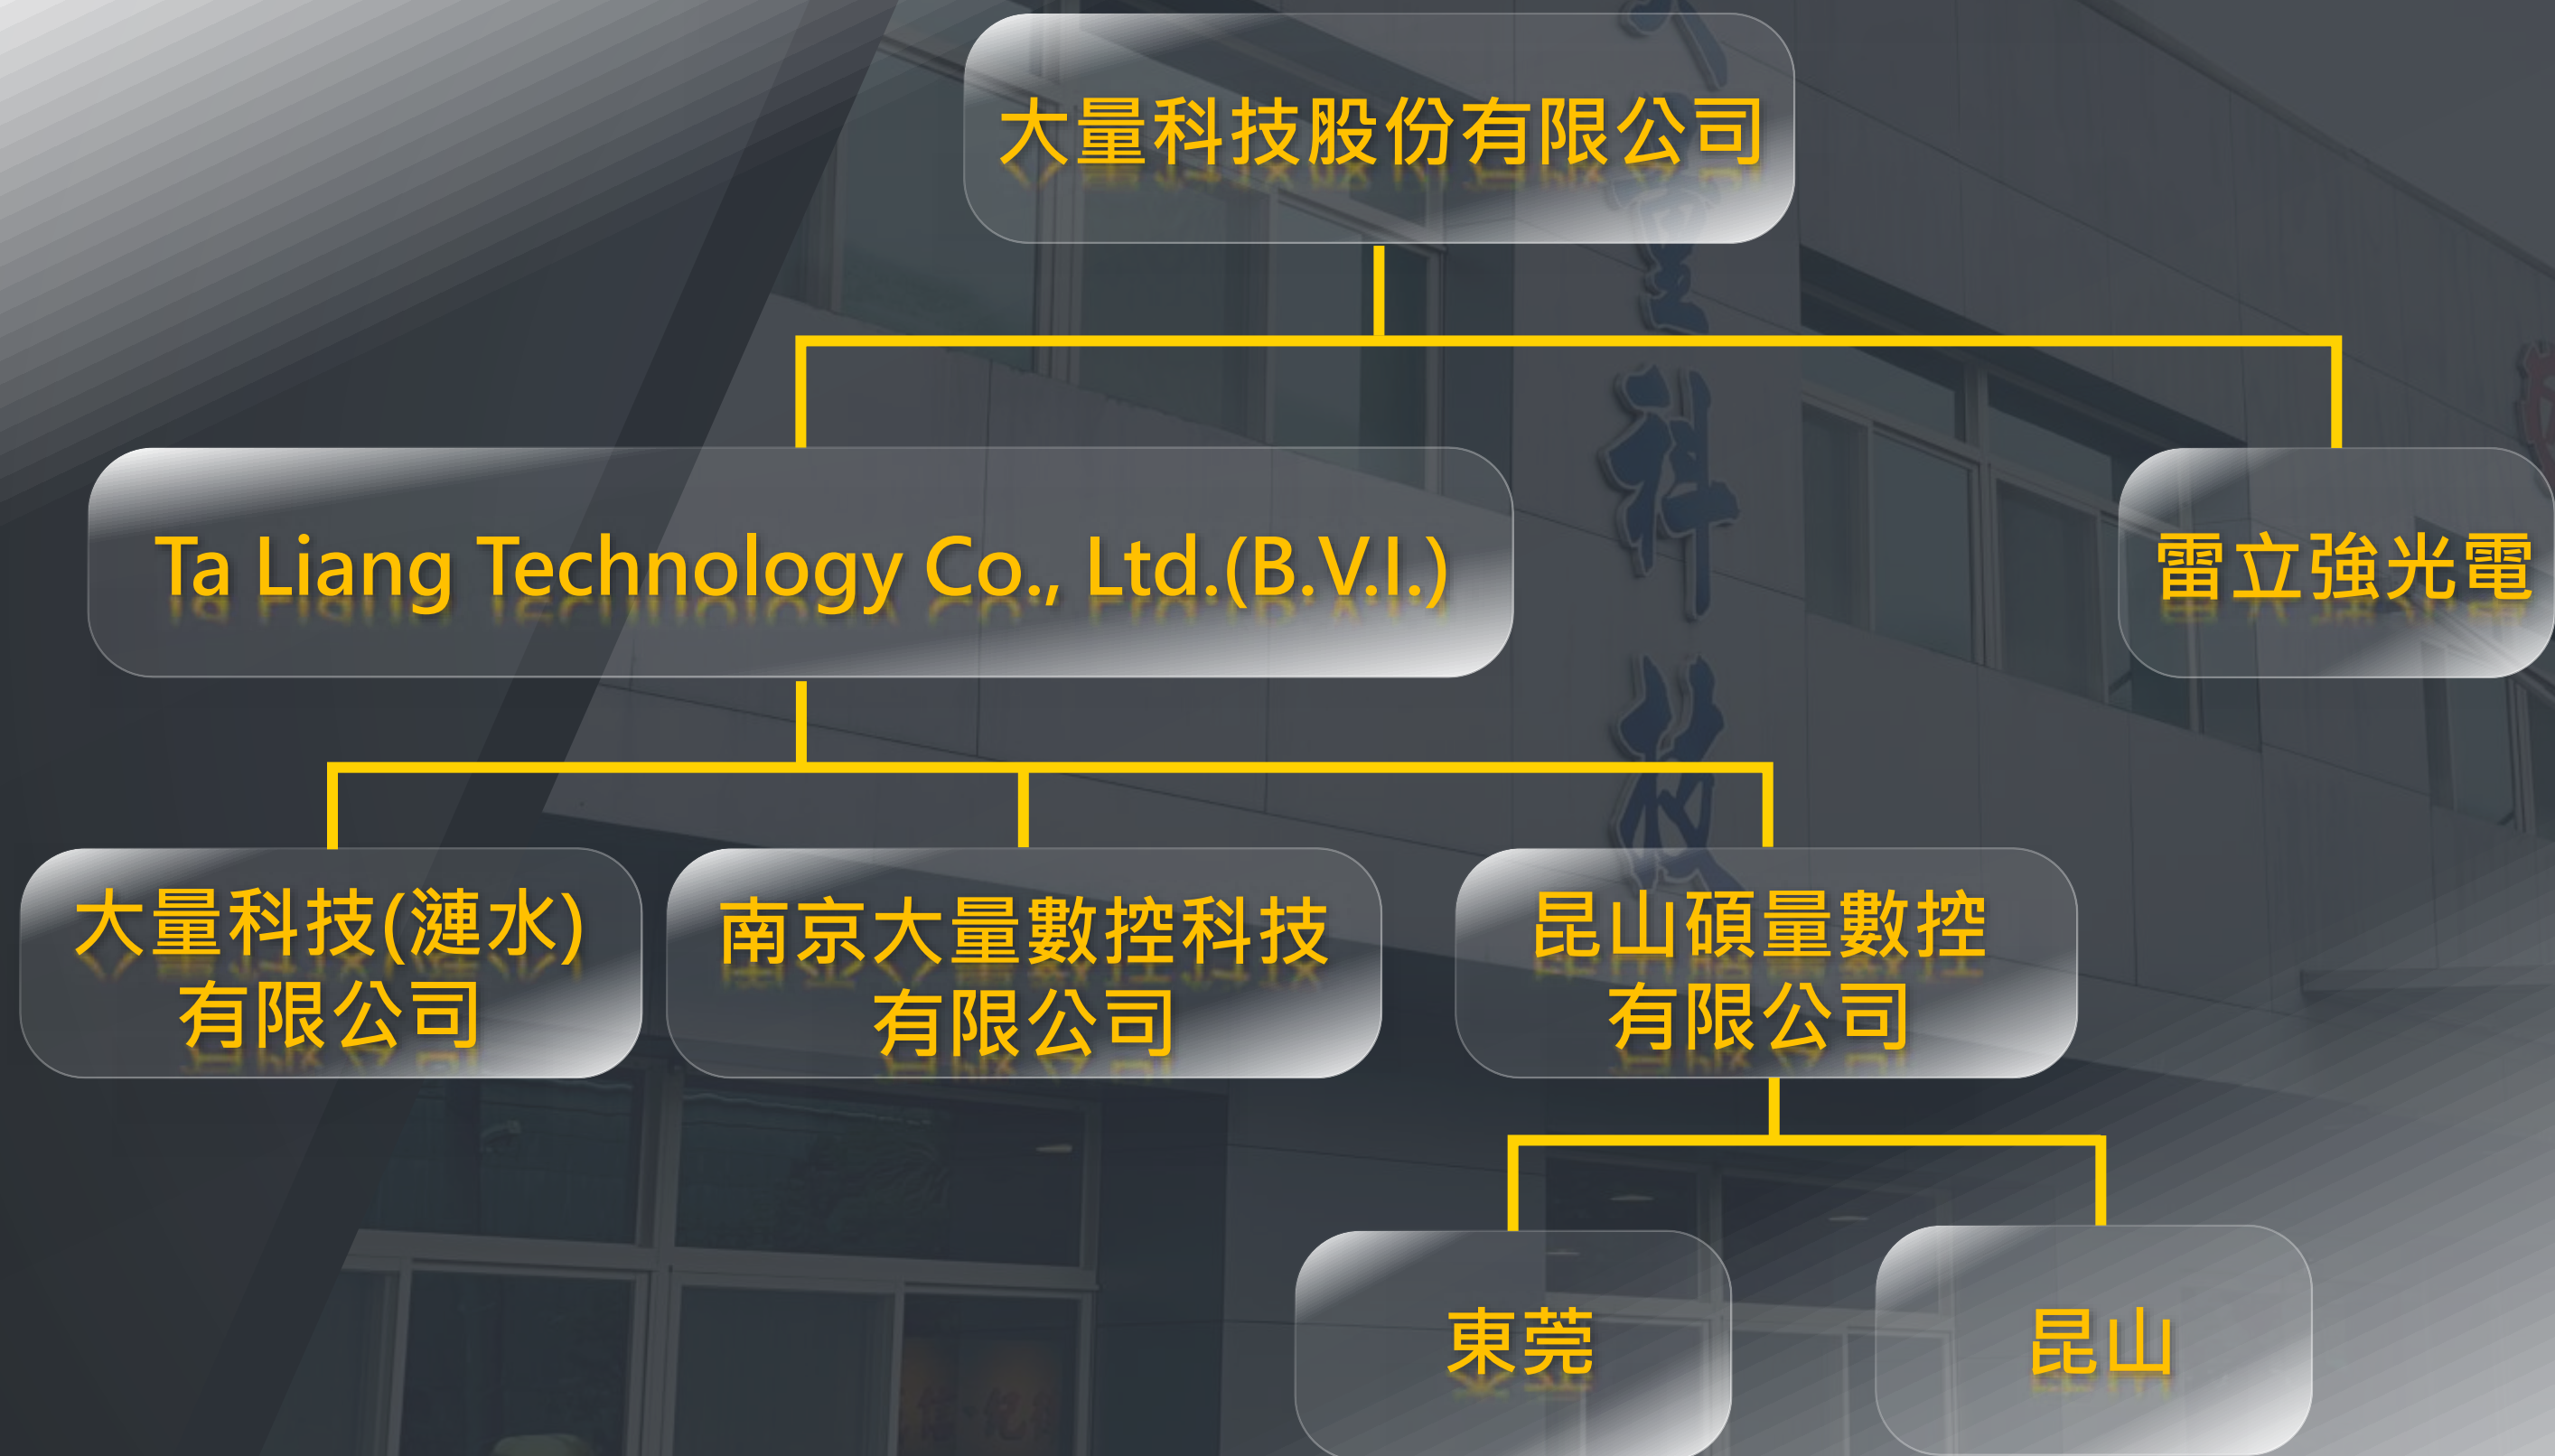 大量科技股份有限公司
Ta Liang Technology Co., Ltd.(B.V.I.)
雷立強光電
大量科技(漣水)
有限公司
南京大量數控科技
有限公司
昆山碩量數控
有限公司
東莞
昆山